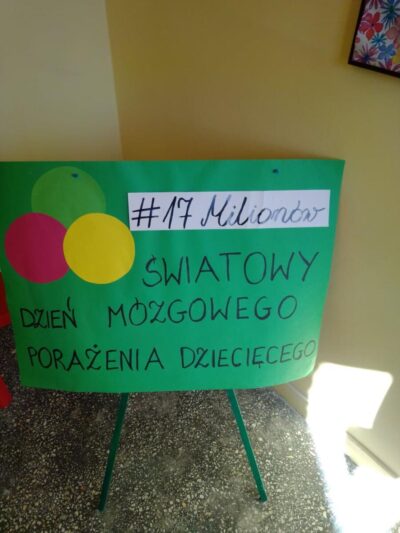 #17 Milionów
ŚWIATOWY
DZIEŃ MÓZGOWEGO
PORAŻENIA DZIECIĘCEGO